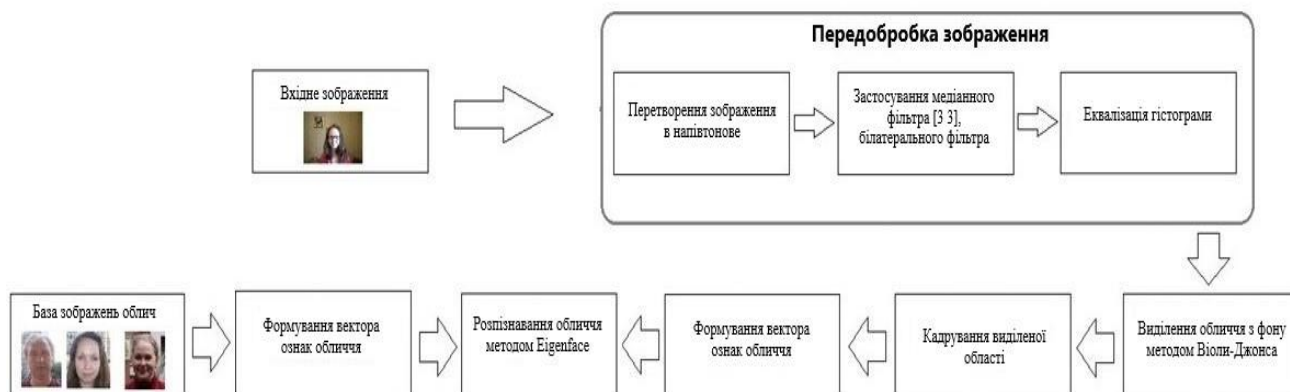 Передобробка зображення
Вхідне зображення
Перетворення зображення
в напівтонове
Застосування медіанного
фільтра [3 3],
білатерального фільтра
Еквалізація гістограми
База зображень облич
Формування вектора
ознак обличчя
Розпізнавання обличчя
методом Eigenface
Формування вектора
ознак обличчя
Кадрування виділеної
області
Виділення обличчя з фону
методом Віоли-Джонса